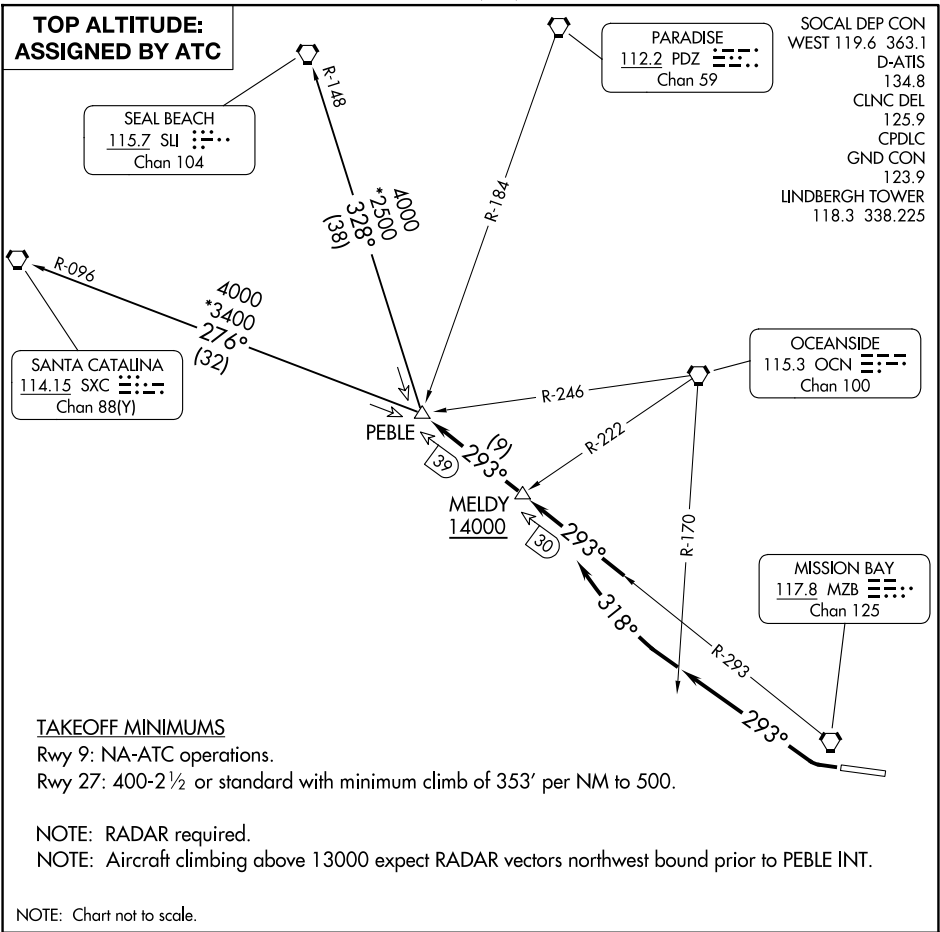 TOP ALTITUDE:
ASSIGNED BY ATC
SOCAL DEP CON
WEST 119.6 363.1
D-ATIS
134.8
CLNC DEL
125.9
CPDLC
GND CON
123.9
LINDBERGH TOWER
118.3 338.225
PARADISE
112.2 PDZ
Chan 59
SEAL BEACH
115.7 SLI
Chan 104
R-148
R-184
4000
*2500
328°
(38)
R-096
4000
*3400
276°
(32)
SANTA CATALINA
114.15 SXC
Chan 88(Y)
OCEANSIDE
115.3 OCN
Chan 100
R-246
R-222
R-170
PEBLE
39
(9)
293°
MELDY
14000
30
293°
318°
MISSION BAY
117.8 MZB
Chan 125
R-293
293°
TAKEOFF MINIMUMS
Rwy 9: NA-ATC operations.
Rwy 27: 400-2½ or standard with minimum climb of 353' per NM to 500.
NOTE: RADAR required.
NOTE: Aircraft climbing above 13000 expect RADAR vectors northwest bound prior to PEBLE INT.
NOTE: Chart not to scale.